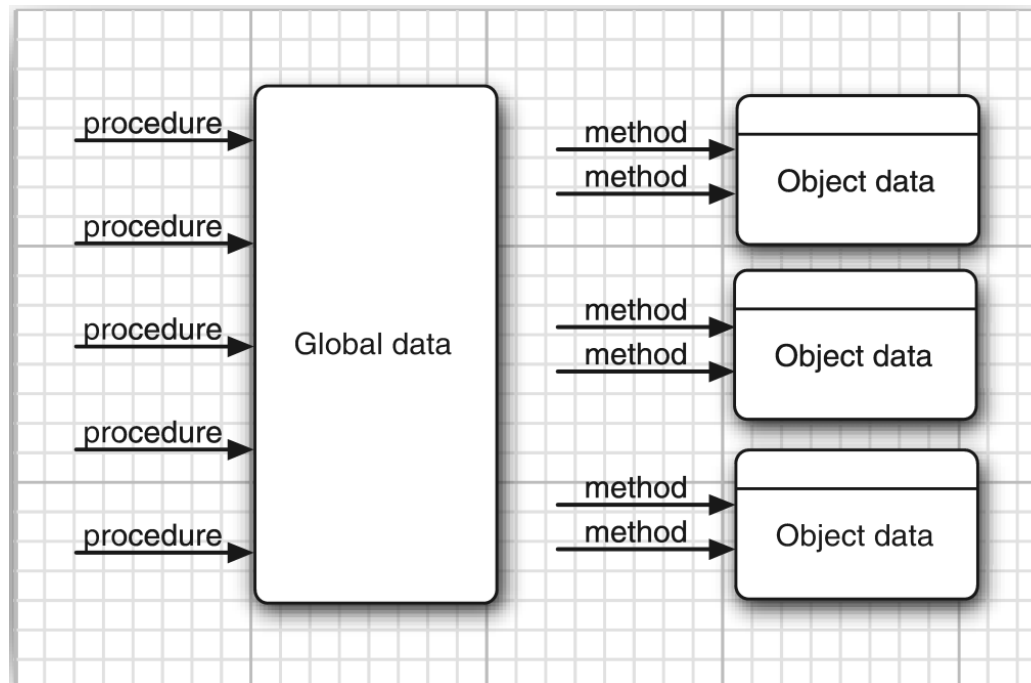 procedure
procedure
procedure
procedure
procedure
Global data
method
method
Object data
method
method
Object data
method
method
Object data